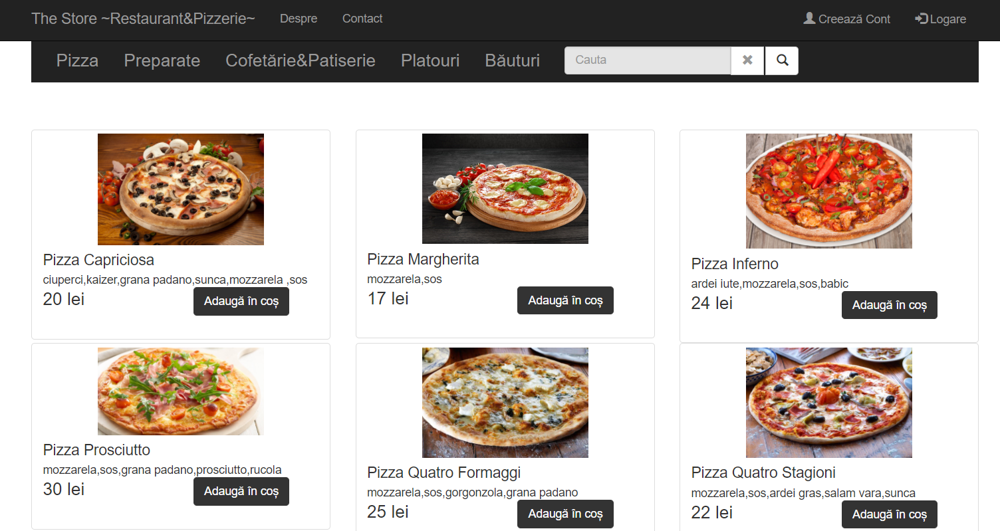 The Store ~Restaurant&Pizzerie~ Despre Contact Creează Cont Logare
Pizza Preparate Cofetărie&Patiserie Platouri Băuturi Cauta
Pizza Capriciosa
ciuperci,kaizer,grana padano,sunca,mozzarela ,sos
20 lei Adaugă în coș
Pizza Margherita
mozzarela,sos
17 lei Adaugă în coș
Pizza Inferno
ardei iute,mozzarela,sos,babic
24 lei Adaugă în coș
Pizza Prosciutto
mozzarela,sos,grana padano,prosciutto,rucola
30 lei Adaugă în coș
Pizza Quatro Formaggi
mozzarela,sos,gorgonzola,grana padano
25 lei Adaugă în coș
Pizza Quatro Stagioni
mozzarela,sos,ardei gras,salam vara,sunca
22 lei Adaugă în coș